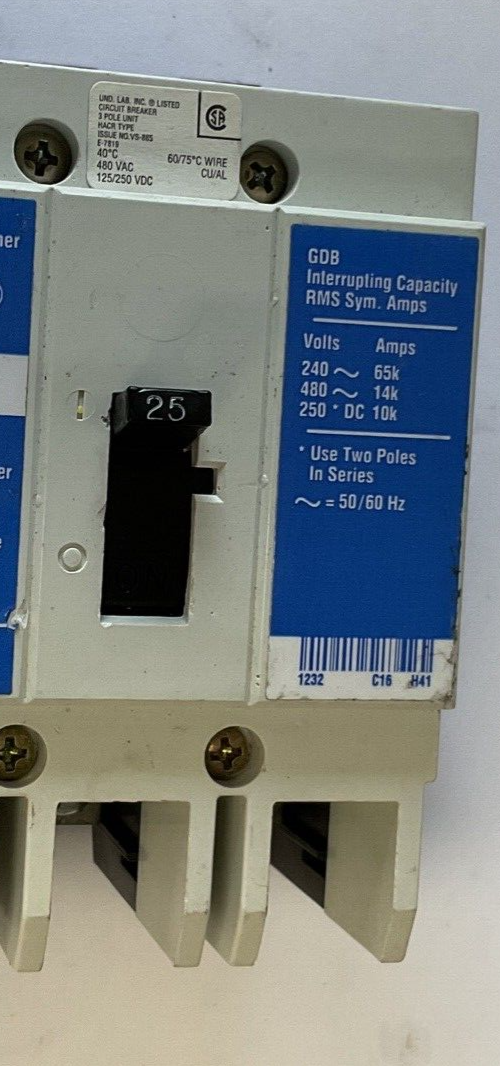 UND. LAB. INC. ® LISTED
CIRCUIT BREAKER
3 POLE UNIT
HACR TYPE
ISSUE NO.VS-885
E-7819
40°C 60/75°C WIRE
480 VAC CU/AL
125/250 VDC
GDB
Interrupting Capacity
RMS Sym. Amps
Volts Amps
240 ~ 65k
480 ~ 14k
250 * DC 10k
* Use Two Poles
In Series
~ = 50/60 Hz
25
1232 C16 H41